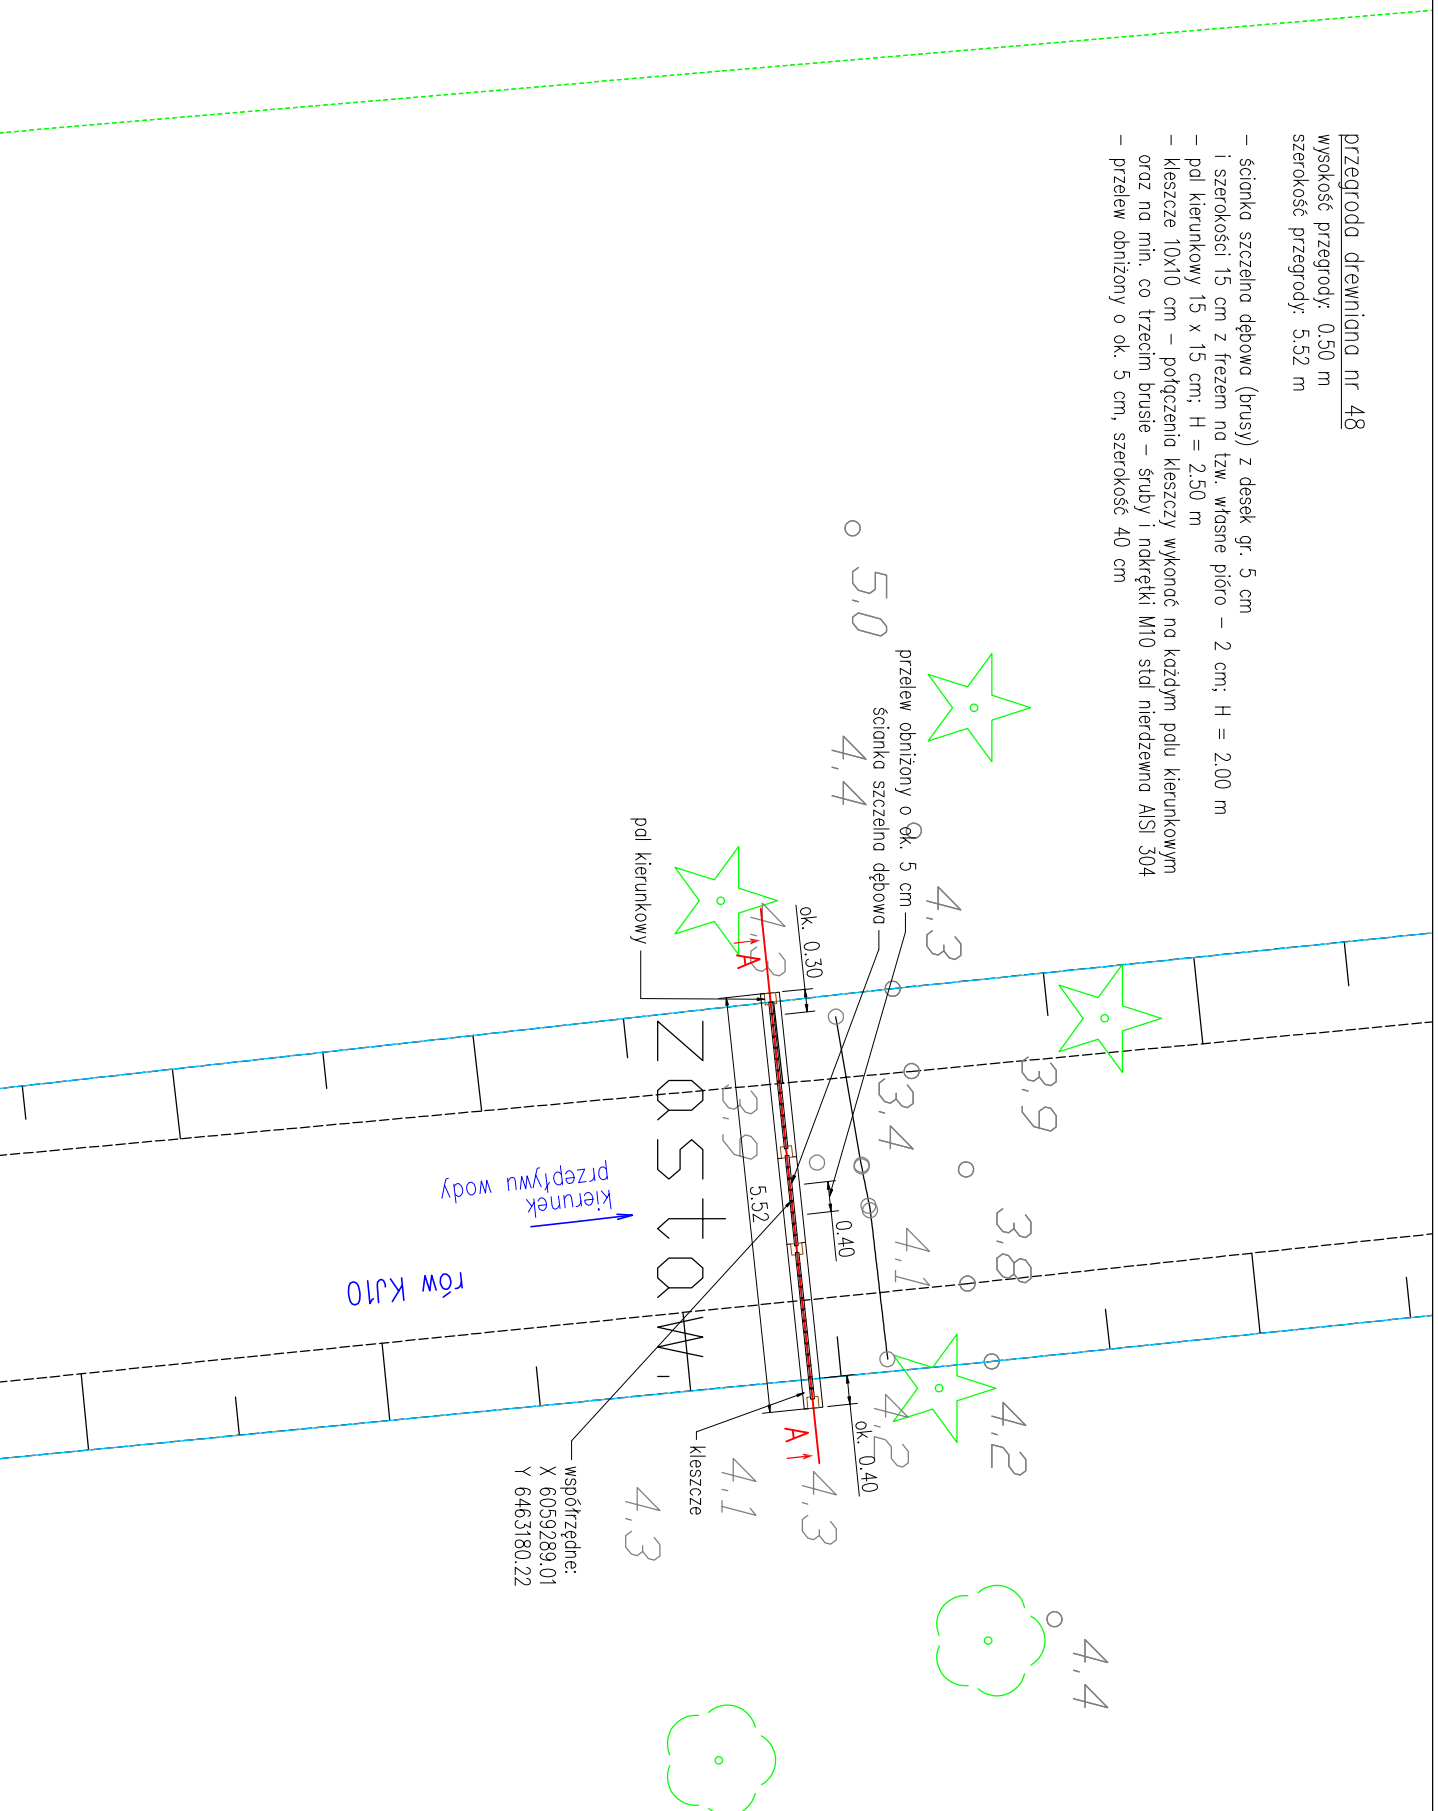 przegroda drewniana nr 48
wysokość przegrody: 0.50 m
szerokość przegrody: 5.52 m
- ścianka szczelna dębowa (brusy) z desek gr. 5 cm
i szerokości 15 cm z frezem na tzw. własne pióro - 2 cm; H = 2.00 m
- pal kierunkowy 15 x 15 cm; H = 2.50 m
- kleszcze 10x10 cm - połączenia kleszczy wykonać na każdym palu kierunkowym
oraz na min. co trzecim brusie - śruby i nakrętki M10 stal nierdzewna AISI 304
- przelew obniżony o ok. 5 cm, szerokość 40 cm
5.0
przelew obniżony o ok. 5 cm
ścianka szczelna dębowa
4.4
4.3
pal kierunkowy
4.3
ok. 0.30
A
3.9
3.4
3.9
Zastaw.
5.52
0.40
4.1
3.8
kierunek
przepływu wody
rów KJ10
ok. 0.40
4.2
4.2
A
kleszcze
4.1
4.3
4.3
współrzędne:
X 6059289.01
Y 6463180.22
4.4